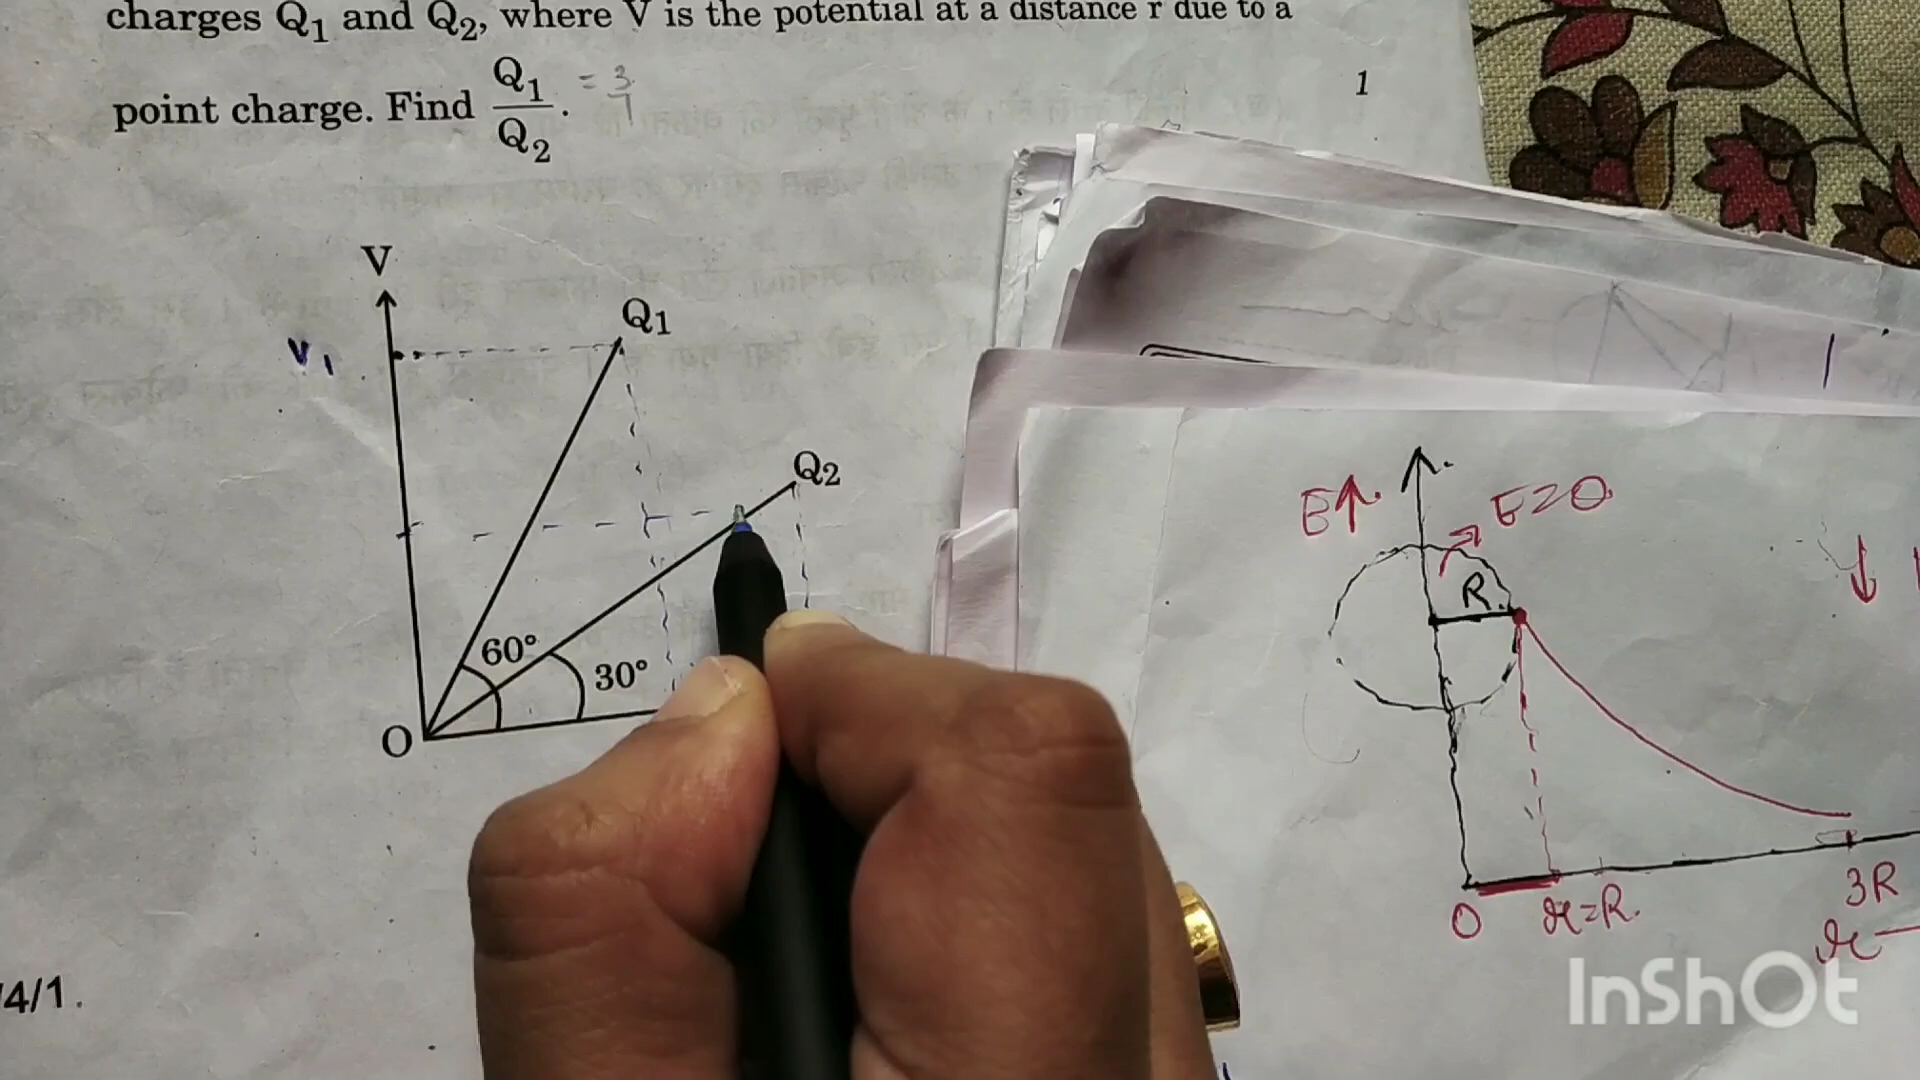 charges Q₁ and Q₂, where V is the potential at a distance r due to a
point charge. Find Q₁/Q₂. = 3/1
1
V
Q₁
V₁
Q₂
60°
30°
O
E↑
E=0
R
O
r=R.
3R
r
4/1.
InShOt